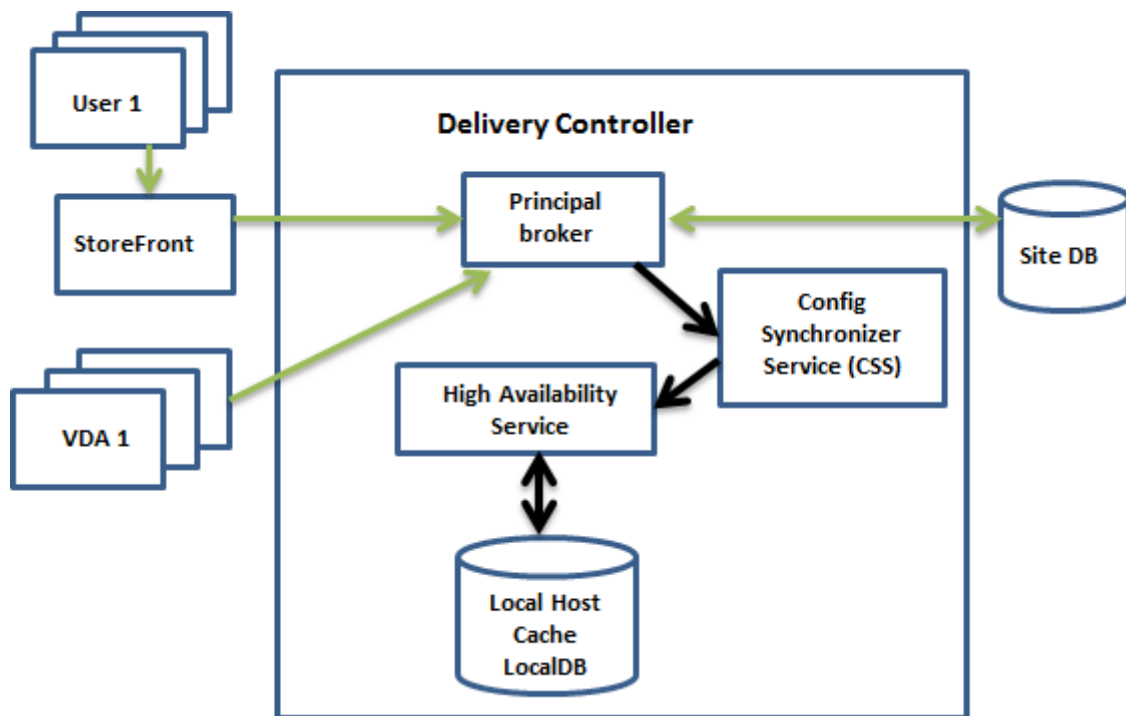 User 1
Delivery Controller
StoreFront
Principal
broker
Site DB
Config
Synchronizer
Service (CSS)
High Availability
Service
VDA 1
Local Host
Cache
LocalDB